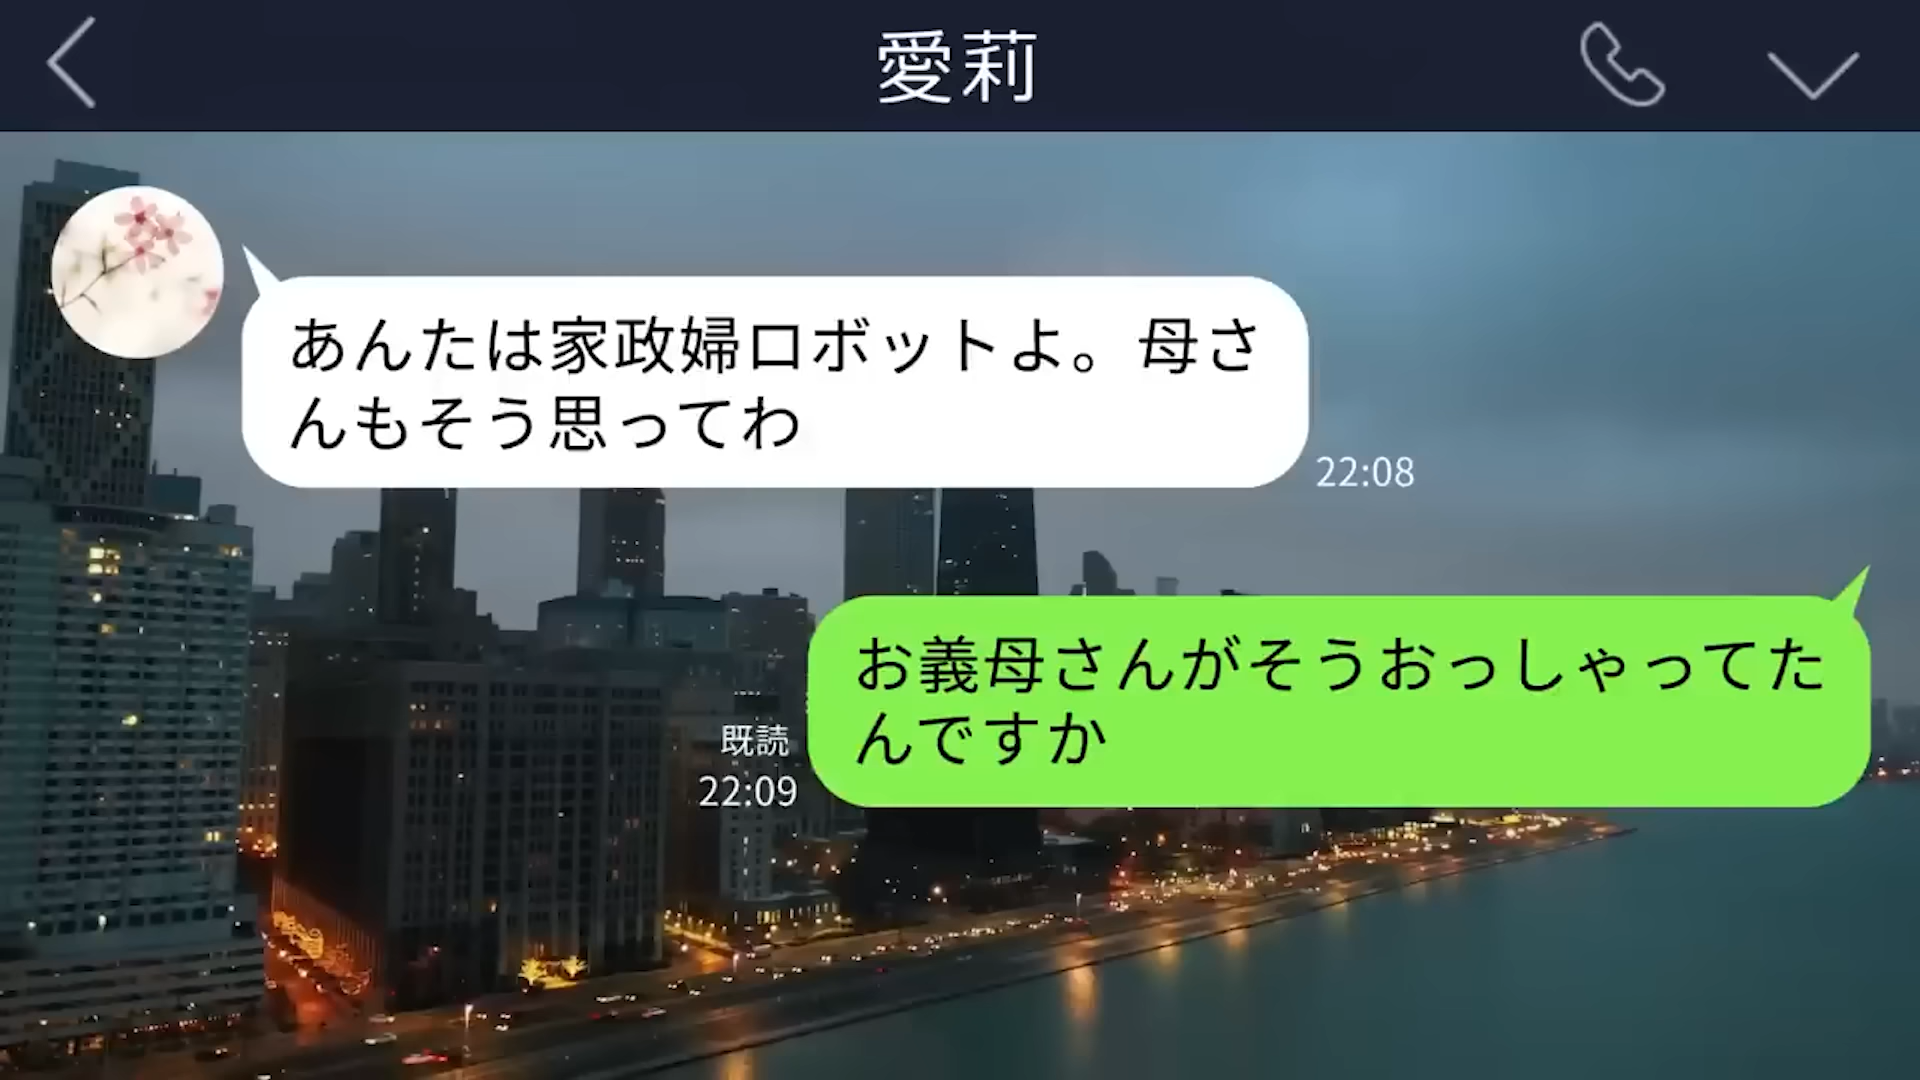 愛莉
あんたは家政婦ロボットよ。母さ
んもそう思ってわ
22:08
お義母さんがそうおっしゃってた
んですか
既読
22:09